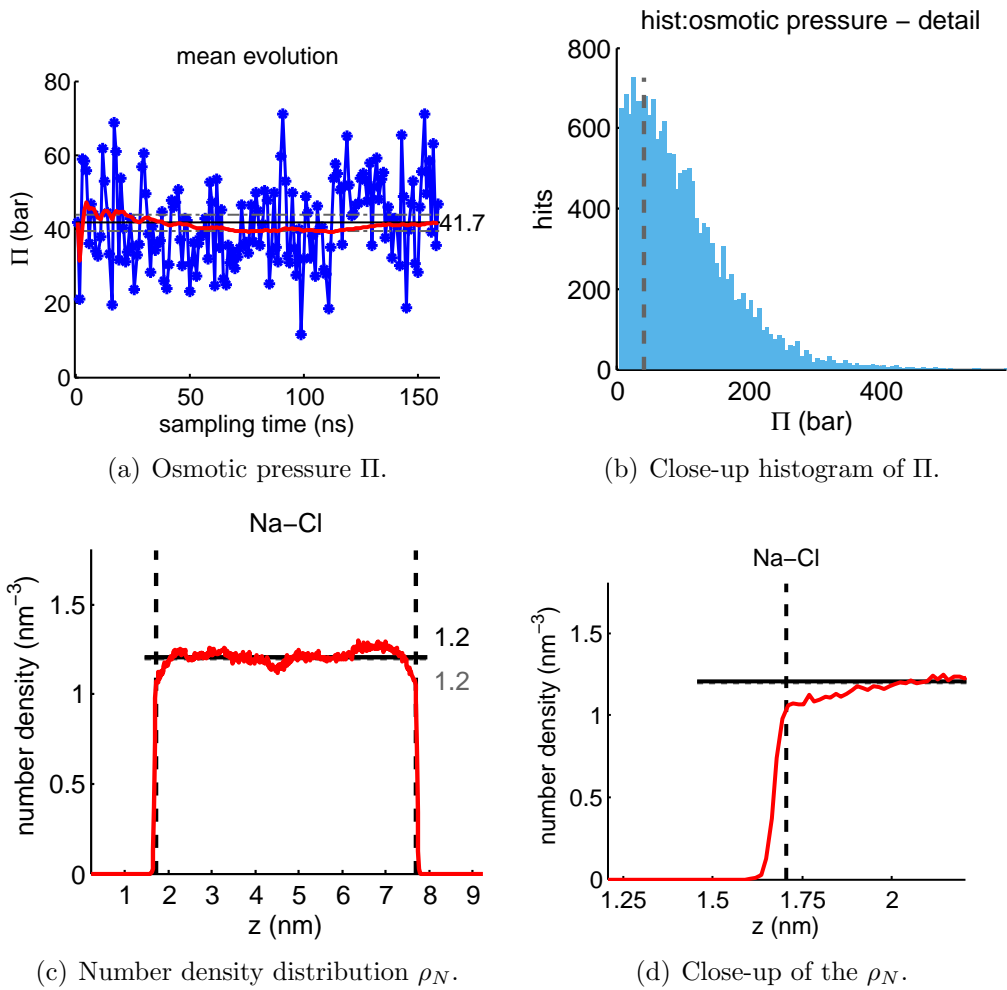 mean evolution
80
60
40
20
0
Π (bar)
41.7
0 50 100 150
sampling time (ns)
(a) Osmotic pressure Π.
hist:osmotic pressure − detail
800
600
400
200
0
hits
0 200 400
Π (bar)
(b) Close-up histogram of Π.
Na−Cl
1.5
1
0.5
0
number density (nm⁻³)
1.2
1.2
1 2 3 4 5 6 7 8 9
z (nm)
(c) Number density distribution ρ_N.
Na−Cl
1.5
1
0.5
0
number density (nm⁻³)
1.25 1.5 1.75 2
z (nm)
(d) Close-up of the ρ_N.